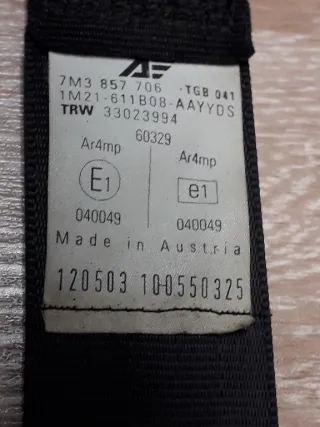 7M3 857 706 ·TGB 041
1M21-611B08-AAYYDS
TRW 33023994
60329
Ar4mp Ar4mp
E1 e1
040049 040049
Made in Austria
120503 100550325